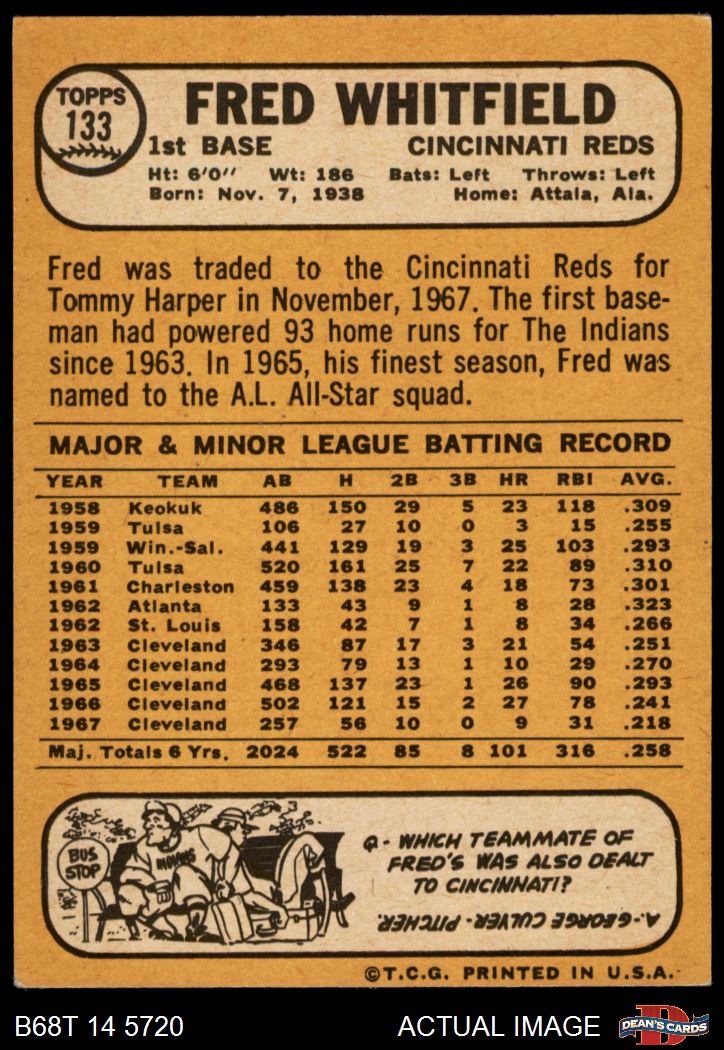 TOPPS
133
FRED WHITFIELD
1st BASE CINCINNATI REDS
Ht: 6'0'' Wt: 186 Bats: Left Throws: Left
Born: Nov. 7, 1938 Home: Attala, Ala.
Fred was traded to the Cincinnati Reds for
Tommy Harper in November, 1967. The first base-
man had powered 93 home runs for The Indians
since 1963. In 1965, his finest season, Fred was
named to the A.L. All-Star squad.
MAJOR & MINOR LEAGUE BATTING RECORD
YEAR TEAM AB H 2B 3B HR RBI AVG.
1958 Keokuk 486 150 29 5 23 118 .309
1959 Tulsa 106 27 10 0 3 15 .255
1959 Win.-Sal. 441 129 19 3 25 103 .293
1960 Tulsa 520 161 25 7 22 89 .310
1961 Charleston 459 138 23 4 18 73 .301
1962 Atlanta 133 43 9 1 8 28 .323
1962 St. Louis 158 42 7 1 8 34 .266
1963 Cleveland 346 87 17 3 21 54 .251
1964 Cleveland 293 79 13 1 10 29 .270
1965 Cleveland 468 137 23 1 26 90 .293
1966 Cleveland 502 121 15 2 27 78 .241
1967 Cleveland 257 56 10 0 9 31 .218
Maj. Totals 6 Yrs. 2024 522 85 8 101 316 .258
BUS
STOP
INDIANS
Q - WHICH TEAMMATE OF
FRED'S WAS ALSO DEALT
TO CINCINNATI?
A - GEORGE CULVER - PITCHER.
©T.C.G. PRINTED IN U.S.A.
B68T 14 5720 ACTUAL IMAGE
D
DEAN'S CARDS